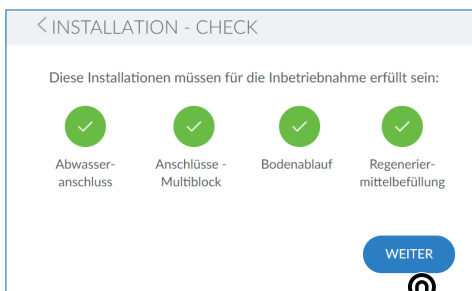 INSTALLATION - CHECK
Diese Installationen müssen für die Inbetriebnahme erfüllt sein:
Abwasser-
anschluss
Anschlüsse -
Multiblock
Bodenablauf
Regenerier-
mittelbefüllung
WEITER